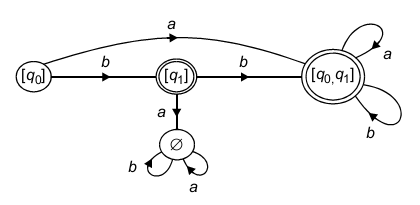 a
[q₀] b [q₁] b [q₀,q₁] a
a b
b ∅ a